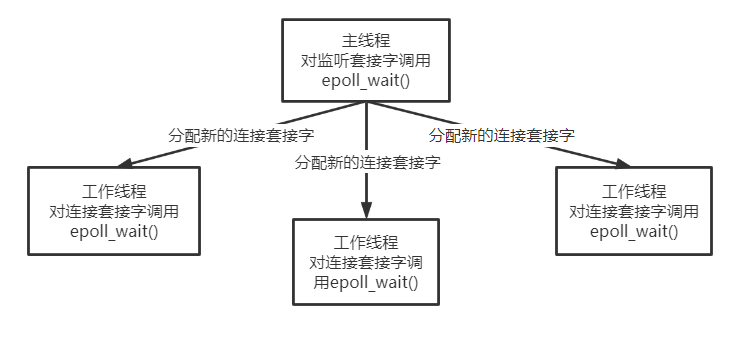 主线程
对监听套接字调用
epoll_wait()
分配新的连接套接字
分配新的连接套接字
分配新的连接套接字
工作线程
对连接套接字调用
epoll_wait()
工作线程
对连接套接字调
用epoll_wait()
工作线程
对连接套接字调用
epoll_wait()